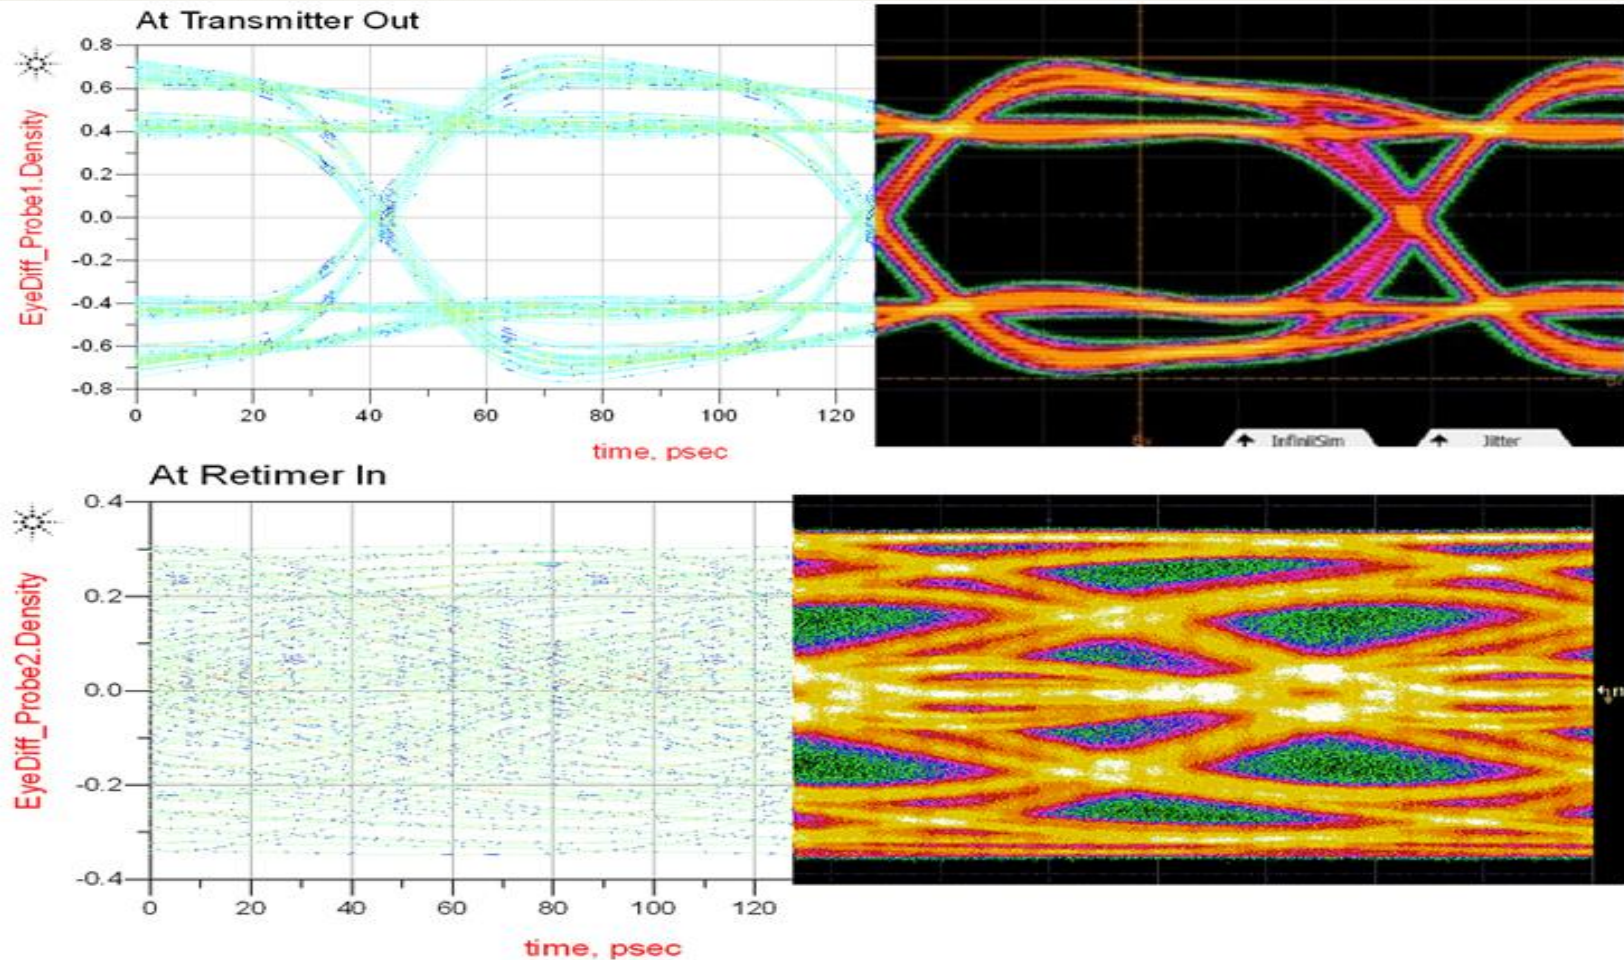 At Transmitter Out
EyeDiff_Probe1.Density
0.8
0.6
0.4
0.2
0.0
-0.2
-0.4
-0.6
-0.8
0 20 40 60 80 100 120
time, psec
InfiniiSim
Jitter
At Retimer In
EyeDiff_Probe2.Density
0.4
0.2
0.0
-0.2
-0.4
0 20 40 60 80 100 120
time, psec